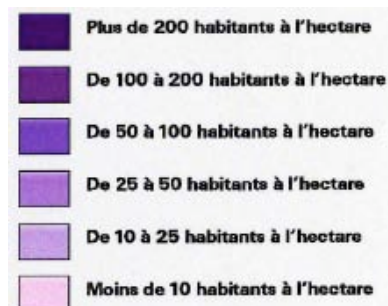 Plus de 200 habitants à l'hectare
De 100 à 200 habitants à l'hectare
De 50 à 100 habitants à l'hectare
De 25 à 50 habitants à l'hectare
De 10 à 25 habitants à l'hectare
Moins de 10 habitants à l'hectare